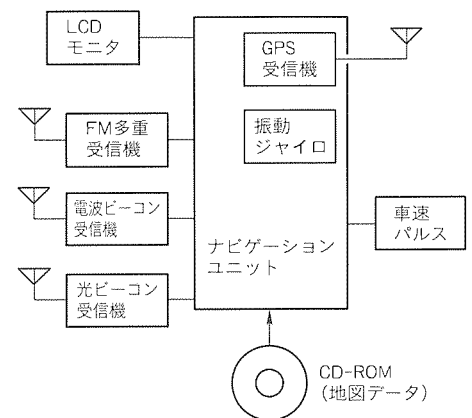 LCD
モニタ
GPS
受信機
FM多重
受信機
振動
ジャイロ
電波ビーコン
受信機
車速
パルス
ナビゲーション
ユニット
光ビーコン
受信機
CD-ROM
(地図データ)